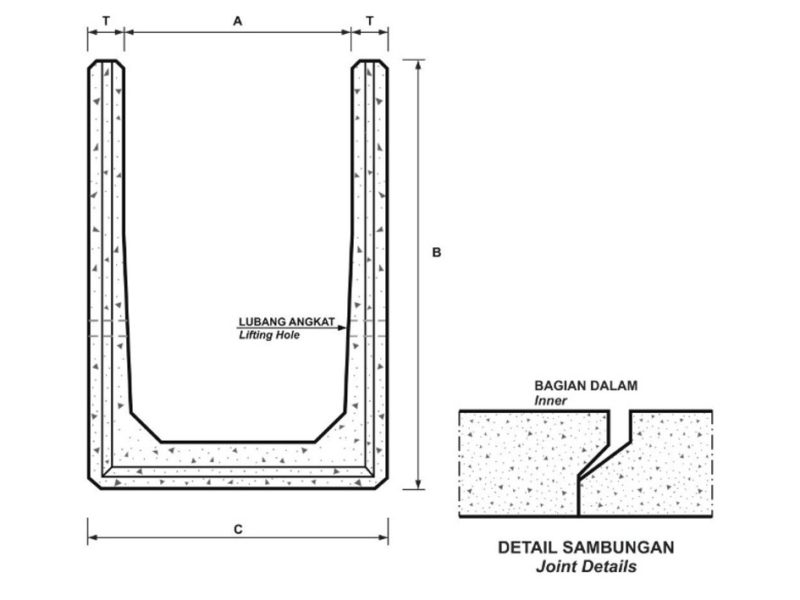 T A T
B
LUBANG ANGKAT
Lifting Hole
BAGIAN DALAM
Inner
C
DETAIL SAMBUNGAN
Joint Details